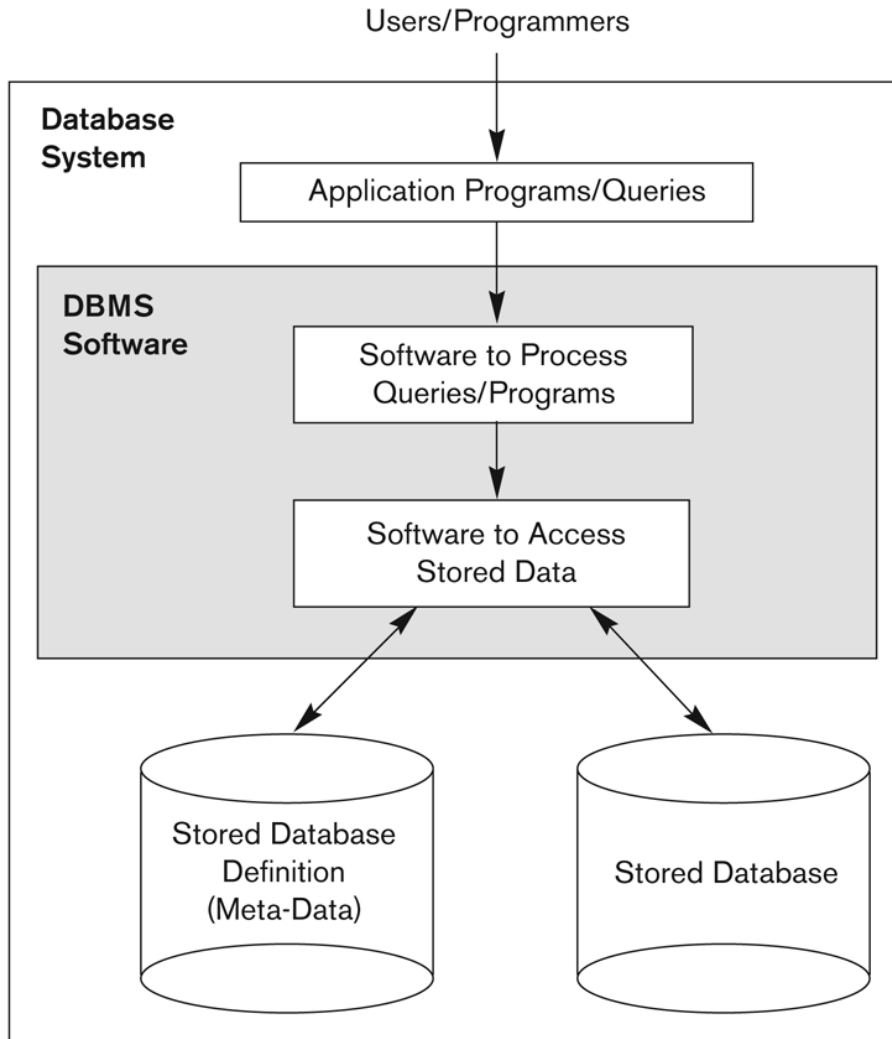 Users/Programmers
Database
System
Application Programs/Queries
DBMS
Software
Software to Process
Queries/Programs
Software to Access
Stored Data
Stored Database
Definition
(Meta-Data)
Stored Database